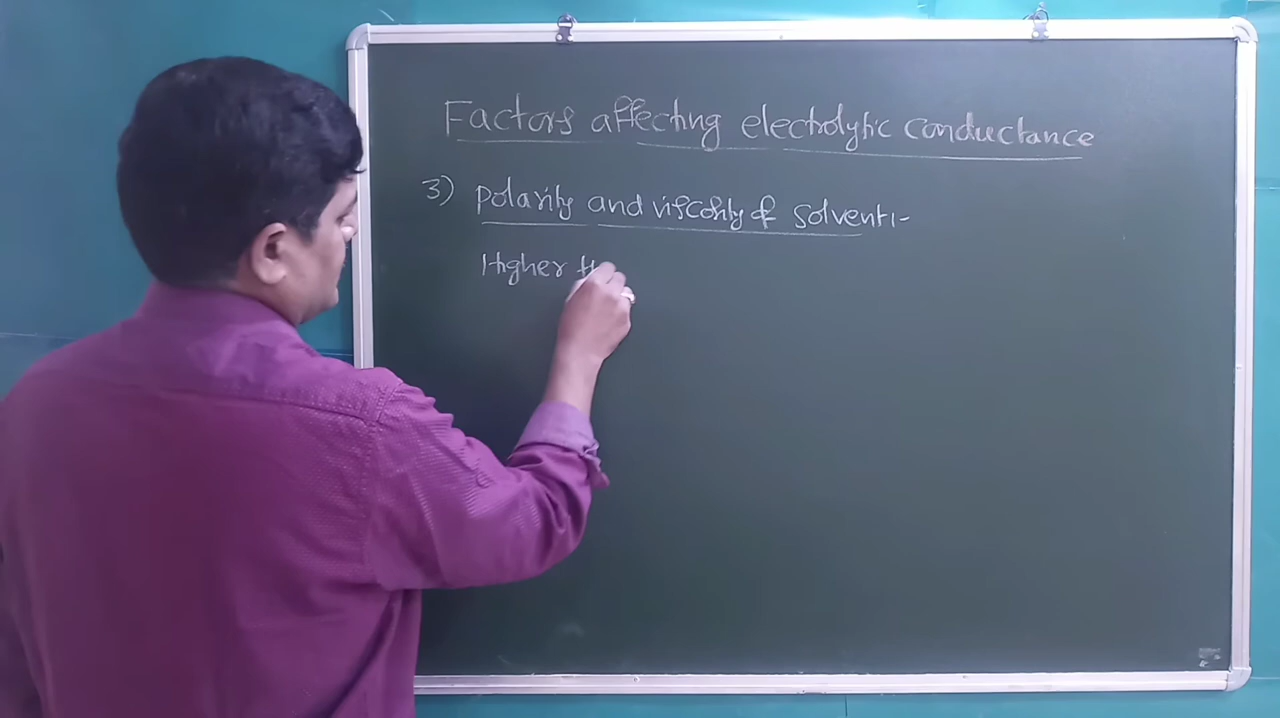 Factors affecting electrolytic conductance
3) Polarity and viscosity of solvent:-
Higher